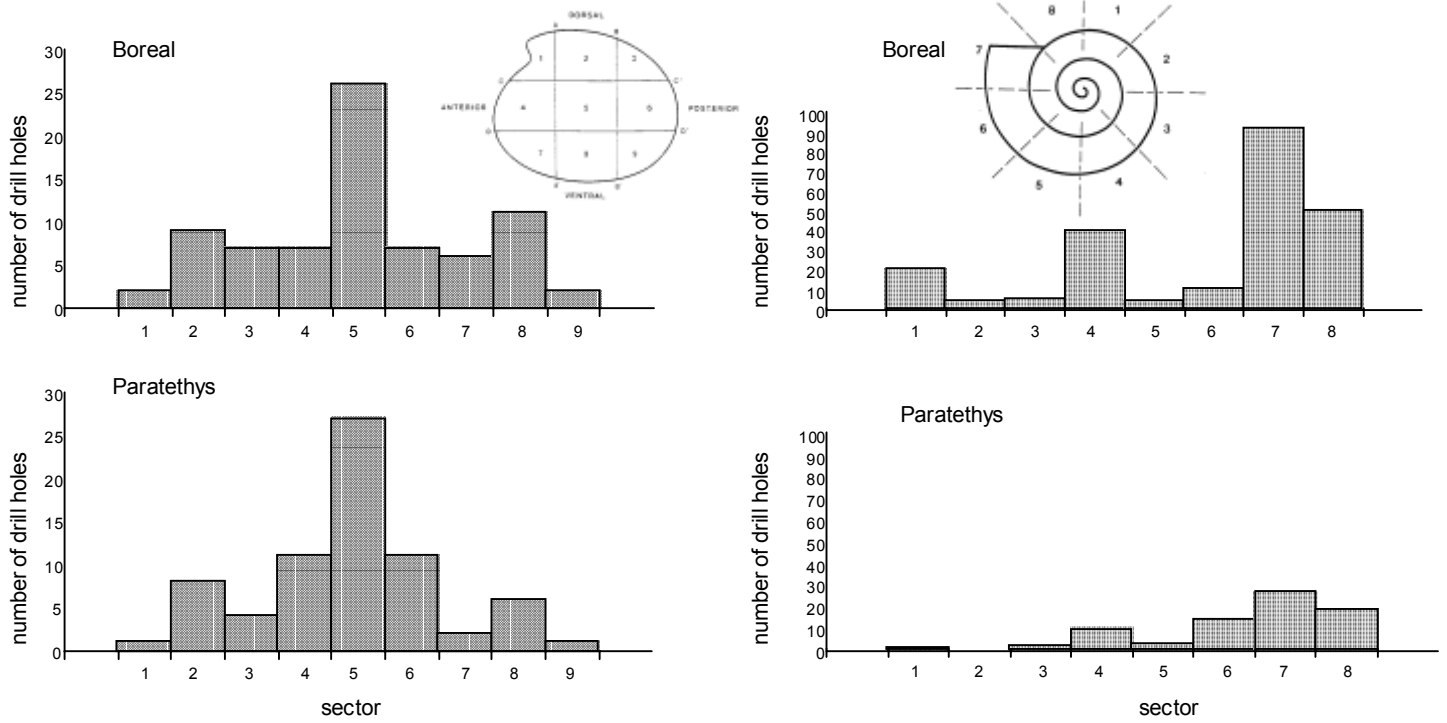 Boreal
number of drill holes
30
25
20
15
10
5
0
1 2 3 4 5 6 7 8 9
DORSAL
A B
1 2 3
C C'
ANTERIOR 4 5 6 POSTERIOR
D D'
7 8 9
A' B'
VENTRAL
Boreal
number of drill holes
100
90
80
70
60
50
40
30
20
10
0
1 2 3 4 5 6 7 8
8 1
7 2
6 3
5 4
Paratethys
number of drill holes
30
25
20
15
10
5
0
1 2 3 4 5 6 7 8 9
sector
Paratethys
number of drill holes
100
90
80
70
60
50
40
30
20
10
0
1 2 3 4 5 6 7 8
sector